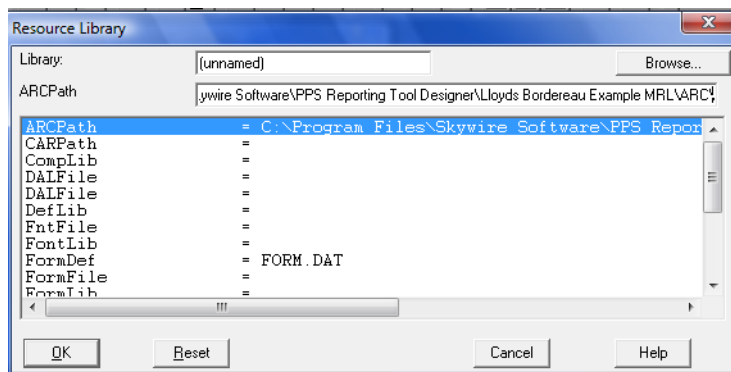 Resource Library
Library: (unnamed) Browse...
ARCPath ywire Software\PPS Reporting Tool Designer\Lloyds Bordereau Example MRL\ARC\
ARCPath = C:\Program Files\Skywire Software\PPS Repor
CARPath =
CompLib =
DALFile =
DALFile =
DefLib =
FntFile =
FontLib =
FormDef = FORM.DAT
FormFile =
FormLib =
OK Reset Cancel Help